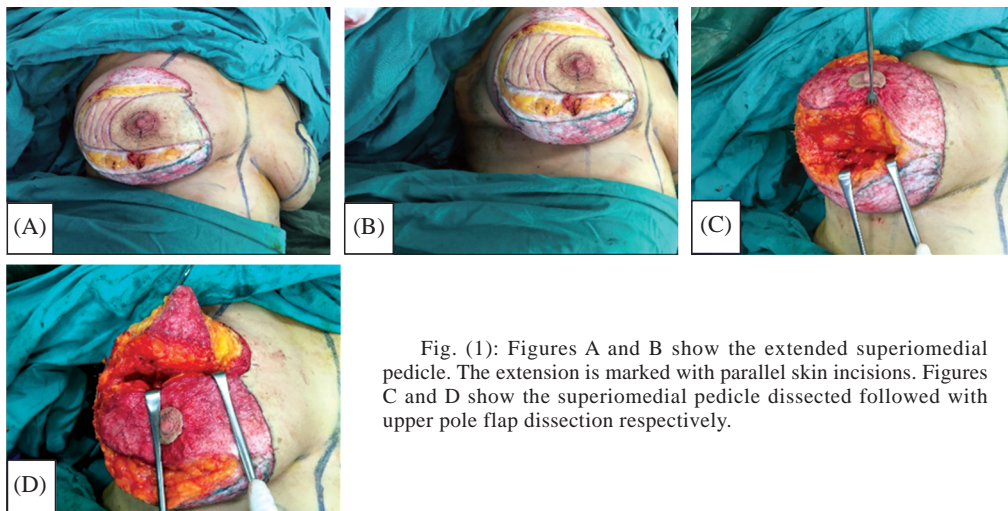 (A)
(B)
(C)
(D)
Fig. (1): Figures A and B show the extended superiomedial
pedicle. The extension is marked with parallel skin incisions. Figures
C and D show the superiomedial pedicle dissected followed with
upper pole flap dissection respectively.